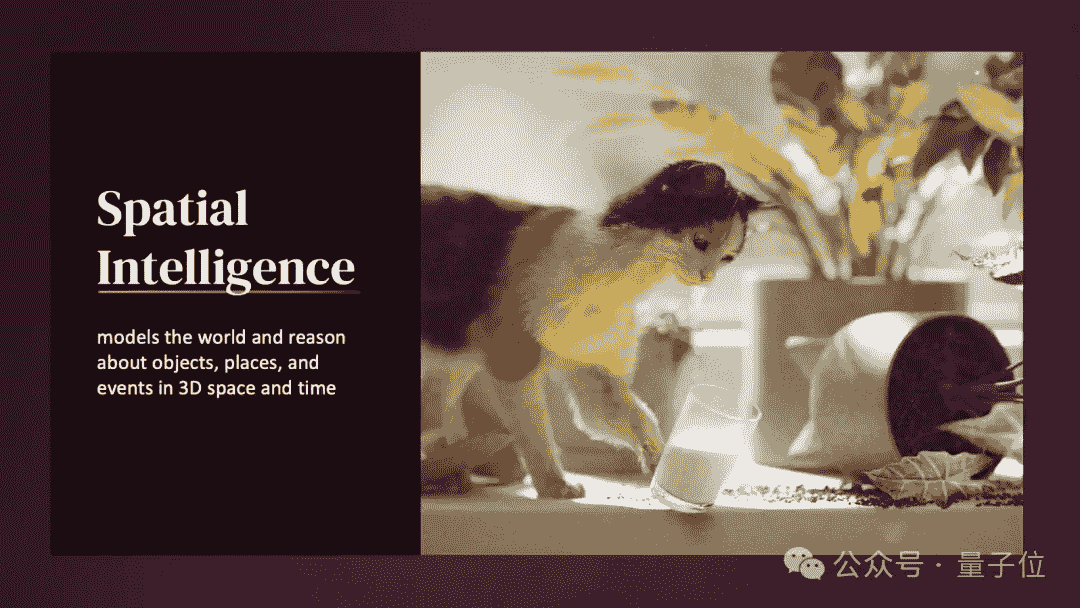 Spatial
Intelligence
models the world and reason
about objects, places, and
events in 3D space and time
公众号 · 量子位